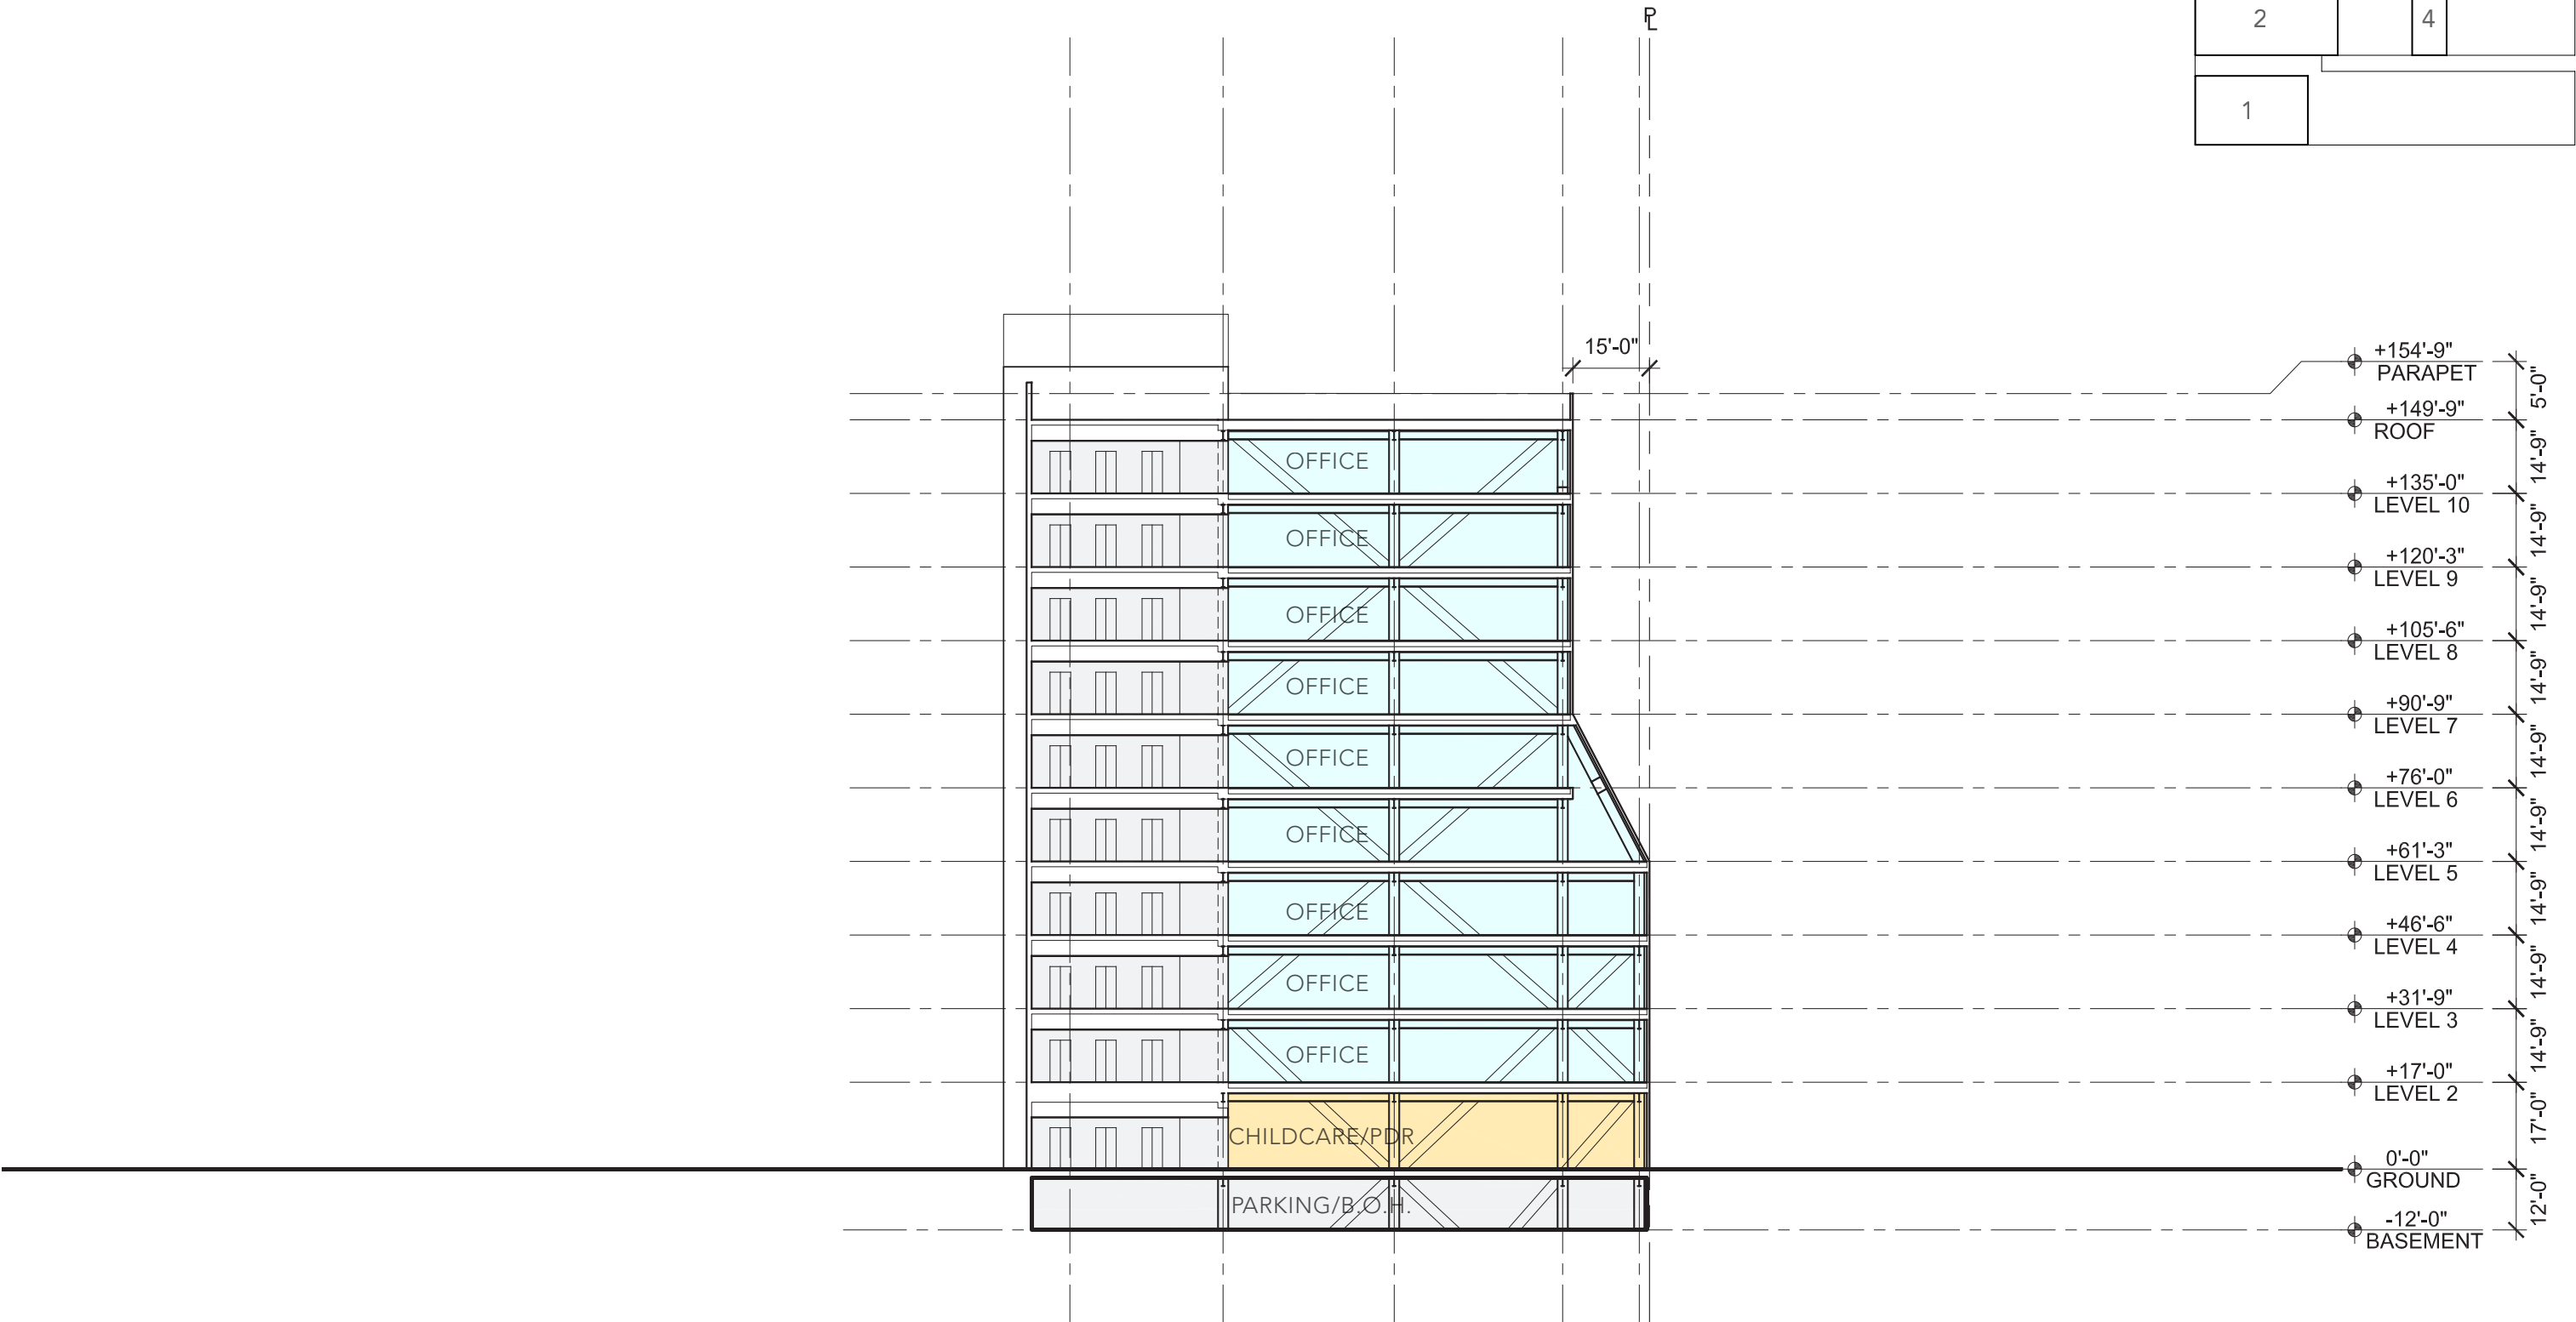 PL
2
4
1
15'-0"
+154'-9"
PARAPET
5'-0"
+149'-9"
ROOF
14'-9"
OFFICE
+135'-0"
LEVEL 10
14'-9"
OFFICE
+120'-3"
LEVEL 9
14'-9"
OFFICE
+105'-6"
LEVEL 8
14'-9"
OFFICE
+90'-9"
LEVEL 7
14'-9"
OFFICE
+76'-0"
LEVEL 6
14'-9"
OFFICE
+61'-3"
LEVEL 5
14'-9"
OFFICE
+46'-6"
LEVEL 4
14'-9"
OFFICE
+31'-9"
LEVEL 3
14'-9"
OFFICE
+17'-0"
LEVEL 2
17'-0"
CHILDCARE/PDR
0'-0"
GROUND
12'-0"
PARKING/B.O.H.
-12'-0"
BASEMENT